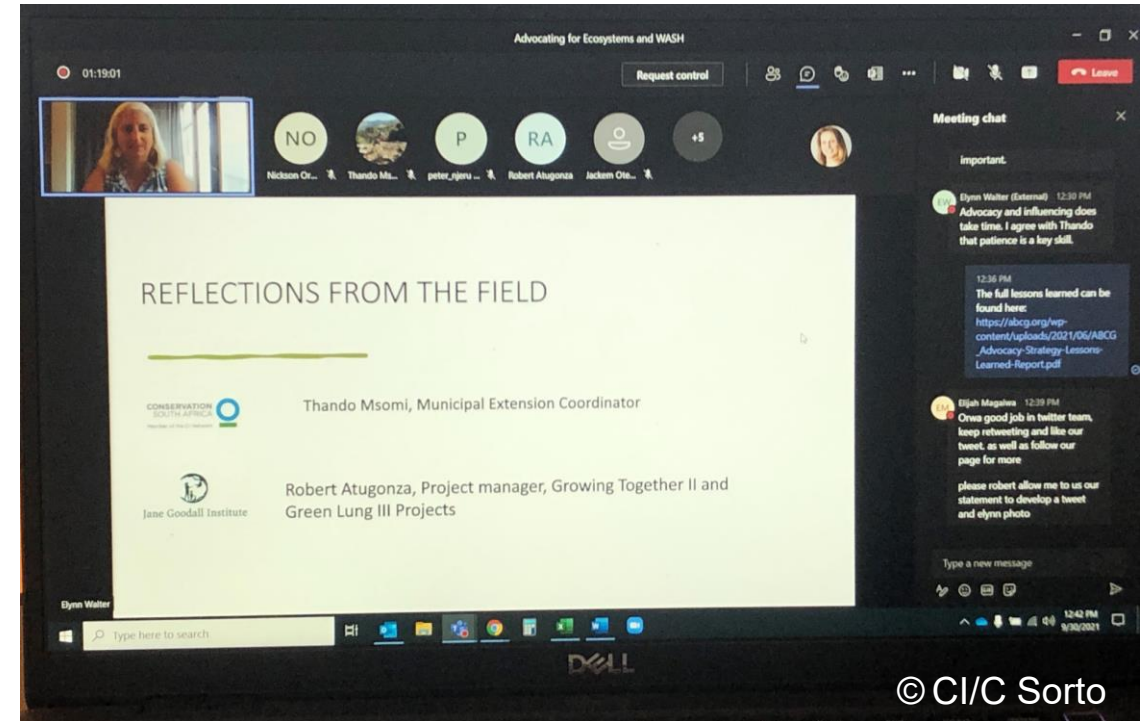 Advocating for Ecosystems and WASH
01:19:01
Request control
Leave
NO
P
RA
+5
Nickson Or...
Thando Ms...
peter_njeru ...
Robert Atugonza
Jackem Ote...
REFLECTIONS FROM THE FIELD
CONSERVATION
SOUTH AFRICA
Thando Msomi, Municipal Extension Coordinator
Jane Goodall Institute
Robert Atugonza, Project manager, Growing Together II and
Green Lung III Projects
Elynn Walter
Meeting chat
important.
EW
Elynn Walter (External) 12:30 PM
Advocacy and influencing does
take time. I agree with Thando
that patience is a key skill.
12:36 PM
The full lessons learned can be
found here:
https://abcg.org/wp-
content/uploads/2021/06/ABCG
_Advocacy-Strategy-Lessons-
Learned-Report.pdf
EM
Elijah Magaiwa 12:39 PM
Orwa good job in twitter team,
keep retweeting and like our
tweet, as well as follow our
page for more
please robert allow me to us our
statement to develop a tweet
and elynn photo
Type a new message
Type here to search
12:42 PM
9/30/2021
DELL
© CI/C Sorto